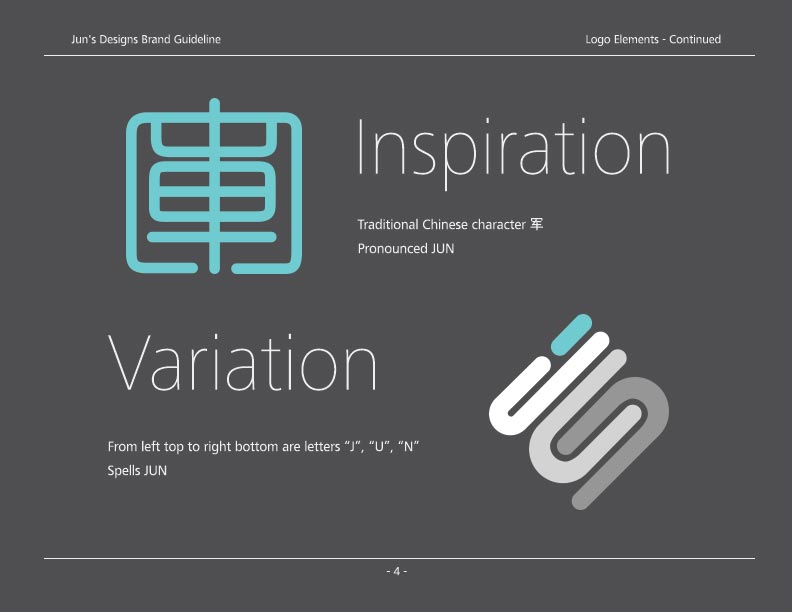 Jun's Designs Brand Guideline
Logo Elements - Continued
Inspiration
Traditional Chinese character 军
Pronounced JUN
Variation
From left top to right bottom are letters “J”, “U”, “N”
Spells JUN
- 4 -